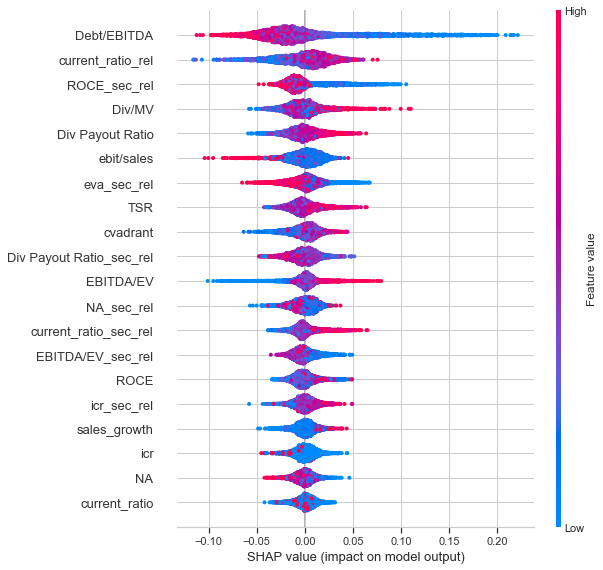 High
Debt/EBITDA
current_ratio_rel
ROCE_sec_rel
Div/MV
Div Payout Ratio
ebit/sales
eva_sec_rel
TSR
cvadrant
Div Payout Ratio_sec_rel
EBITDA/EV
NA_sec_rel
current_ratio_sec_rel
EBITDA/EV_sec_rel
ROCE
icr_sec_rel
sales_growth
icr
NA
current_ratio
Feature value
Low
−0.10 −0.05 0.00 0.05 0.10 0.15 0.20
SHAP value (impact on model output)